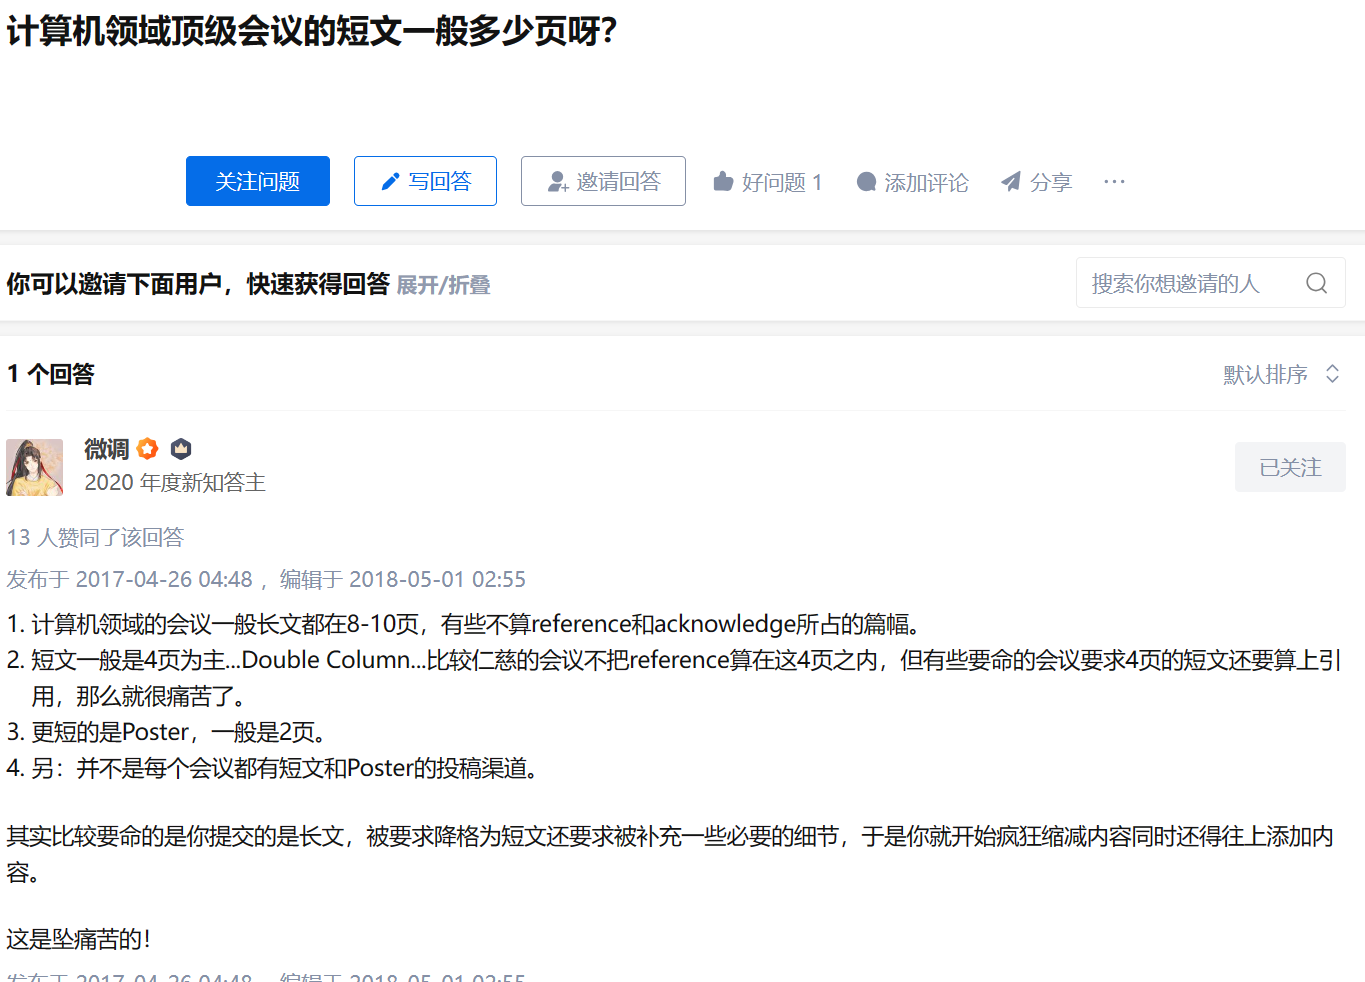 计算机领域顶级会议的短文一般多少页呀？
关注问题 写回答 邀请回答 好问题 1 添加评论 分享 ···
你可以邀请下面用户，快速获得回答 展开/折叠 搜索你想邀请的人
1 个回答 默认排序
微调
2020 年度新知答主 已关注
13 人赞同了该回答
发布于 2017-04-26 04:48 ，编辑于 2018-05-01 02:55
1. 计算机领域的会议一般长文都在8-10页，有些不算reference和acknowledge所占的篇幅。
2. 短文一般是4页为主...Double Column...比较仁慈的会议不把reference算在这4页之内，但有些要命的会议要求4页的短文还要算上引
用，那么就很痛苦了。
3. 更短的是Poster，一般是2页。
4. 另：并不是每个会议都有短文和Poster的投稿渠道。
其实比较要命的是你提交的是长文，被要求降格为短文还要求被补充一些必要的细节，于是你就开始疯狂缩减内容同时还得往上添加内
容。
这是坠痛苦的！
发布于 2017-04-26 04:48 ，编辑于 2018-05-01 02:55